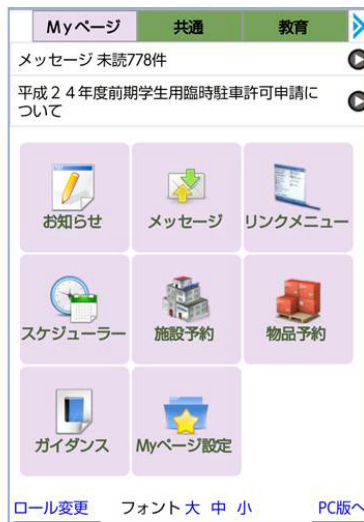 Myページ 共通 教育
メッセージ 未読778件
平成２４年度前期学生用臨時駐車許可申請に
ついて
お知らせ メッセージ リンクメニュー
スケジューラー 施設予約 物品予約
ガイダンス Myページ設定
ロール変更 フォント 大 中 小 PC版へ